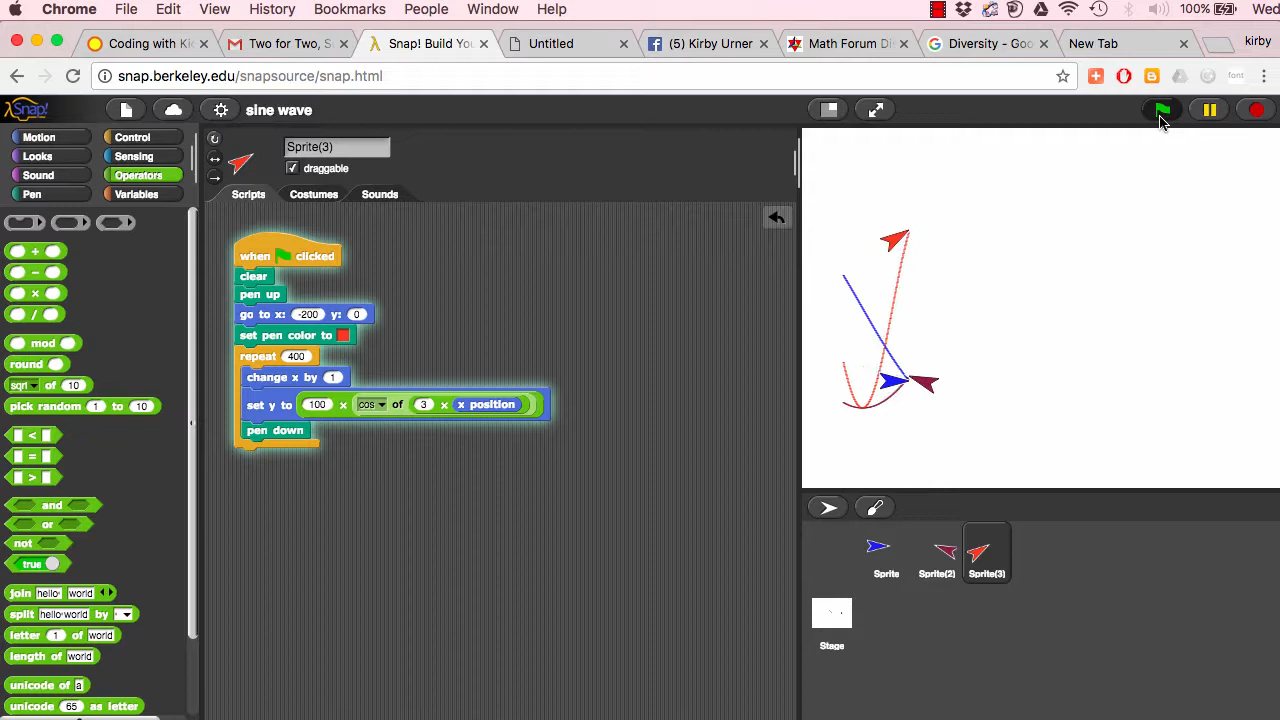 Chrome File Edit View History Bookmarks People Window Help 100% Wed
Coding with Kid Two for Two, S Snap! Build You Untitled (5) Kirby Urner Math Forum Di Diversity - Goo New Tab kirby
snap.berkeley.edu/snapsource/snap.html font
Snap! sine wave
Motion Control
Looks Sensing
Sound Operators
Pen Variables
Sprite(3)
draggable
Scripts Costumes Sounds
+
−
×
/
mod
round
sqrt of 10
pick random 1 to 10
<
=
>
and
or
not
true
join hello world
split hello world by
letter 1 of world
length of world
unicode of a
unicode 65 as letter
when clicked
clear
pen up
go to x: -200 y: 0
set pen color to
repeat 400
change x by 1
set y to 100 × cos of 3 × x position
pen down
Sprite Sprite(2) Sprite(3)
Stage